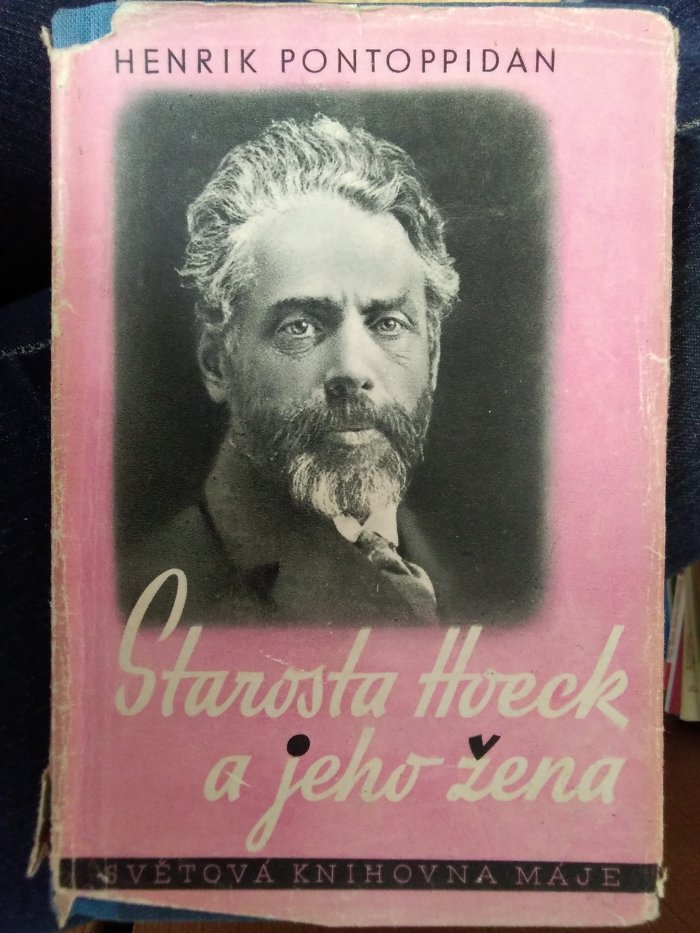 HENRIK PONTOPPIDAN
Starosta Hoeck
a jeho žena
SVĚTOVÁ KNIHOVNA MÁJE